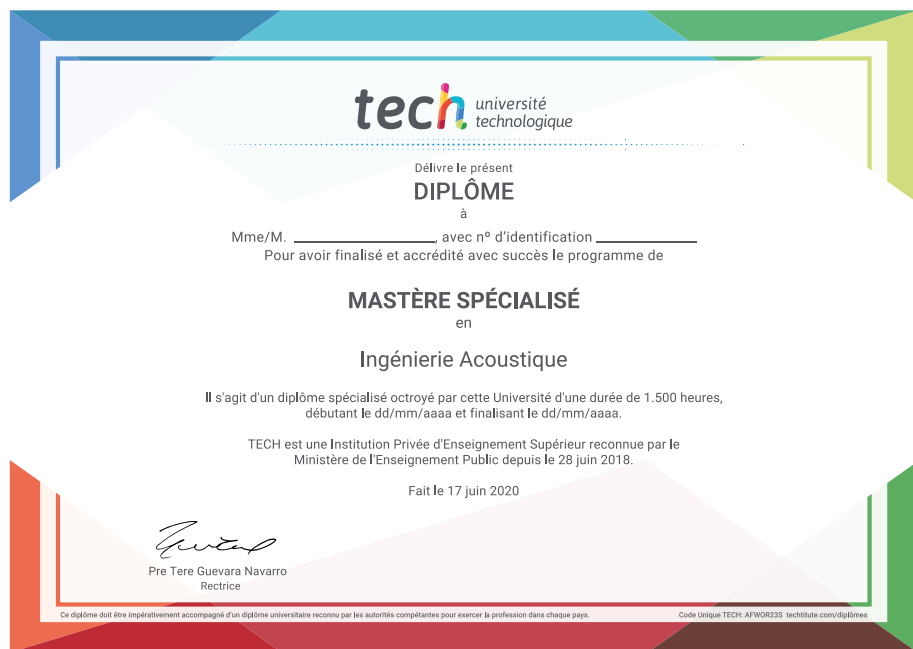 tech université
technologique
Délivre le présent
DIPLÔME
à
Mme/M. ____________, avec nº d'identification ____________
Pour avoir finalisé et accrédité avec succès le programme de
MASTÈRE SPÉCIALISÉ
en
Ingénierie Acoustique
Il s'agit d'un diplôme spécialisé octroyé par cette Université d'une durée de 1.500 heures,
débutant le dd/mm/aaaa et finalisant le dd/mm/aaaa.
TECH est une Institution Privée d'Enseignement Supérieur reconnue par le
Ministère de l'Enseignement Public depuis le 28 juin 2018.
Fait le 17 juin 2020
Pre Tere Guevara Navarro
Rectrice
Ce diplôme doit être impérativement accompagné d'un diplôme universitaire reconnu par les autorités compétantes pour exercer la profession dans chaque pays.
Code Unique TECH: AFWOR23S techtitute.com/diplômes